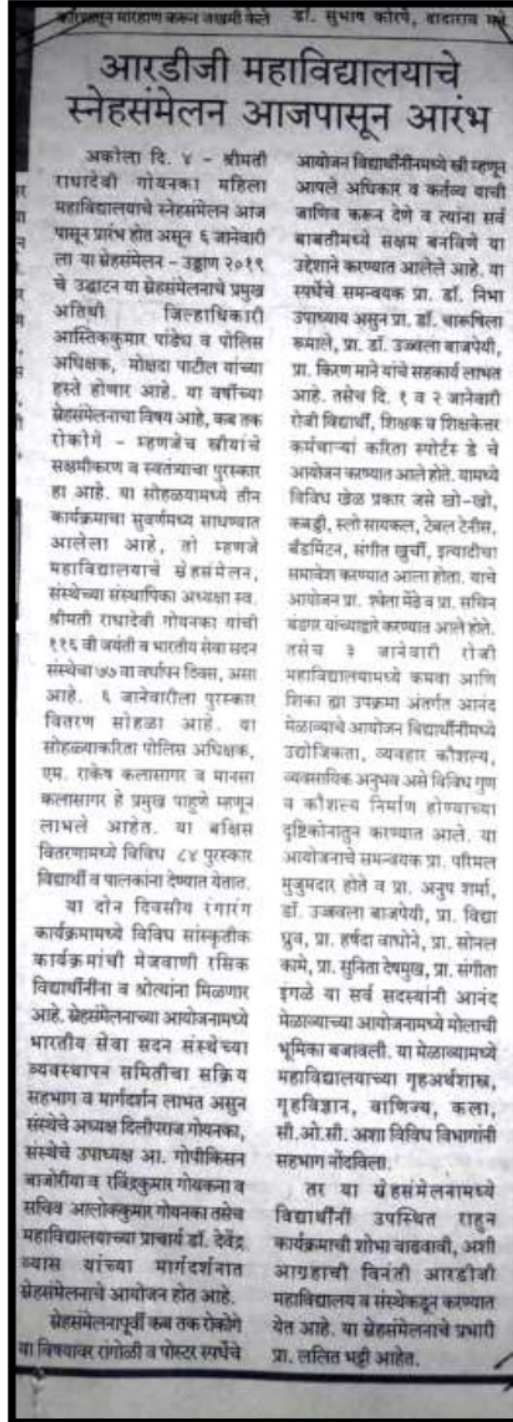 मारहाण करून जखमी केले
डॉ. सुभाष कोरपे, दादाराव
आरडीजी महाविद्यालयाचे
स्नेहसंमेलन आजपासून आरंभ
अकोला दि. ४ - श्रीमती
राधादेवी गोयनका महिला
महाविद्यालयाचे स्नेहसंमेलन आज
पासून प्रारंभ होत असून ६ जानेवारी
ला या स्नेहसंमेलन - उड्डाण २०१९
चे उद्घाटन या स्नेहसंमेलनाचे प्रमुख
अतिथी जिल्हाधिकारी
आस्तिककुमार पांडेय व पोलिस
अधिक्षक, मोक्षदा पाटील यांच्या
हस्ते होणार आहे. या वर्षीच्या
स्नेहसंमेलनाचा विषय आहे, कब तक
रोकोगे - म्हणजेच स्त्रीयांचे
सक्षमीकरण व स्वतंत्र्याचा पुरस्कार
हा आहे. या सोहळयामध्ये तीन
कार्यक्रमाचा सुवर्णमध्य साधण्यात
आलेला आहे, तो म्हणजे
महाविद्यालयाचे स्नेहसंमेलन,
संस्थेच्या संस्थापिका अध्यक्षा स्व.
श्रीमती राधादेवी गोयनका यांची
११६ वी जयंती व भारतीय सेवा सदन
संस्थेचा ७७ वा वर्धापन दिवस, असा
आहे. ६ जानेवारीला पुरस्कार
वितरण सोहळा आहे. या
सोहळ्याकरिता पोलिस अधिक्षक,
एम. राकेष कलासागर व मानसा
कलासागर हे प्रमुख पाहुणे म्हणून
लाभले आहेत. या बक्षिस
वितरणामध्ये विविध ८४ पुरस्कार
विद्यार्थी व पालकांना देण्यात येतात.
या दोन दिवसीय रंगारंग
कार्यक्रमामध्ये विविध सांस्कृतीक
कार्यक्रमांची मेजवाणी रसिक
विद्यार्थीनींना व श्रोत्यांना मिळणार
आहे. स्नेहसंमेलनाच्या आयोजनामध्ये
भारतीय सेवा सदन संस्थेच्या
व्यवस्थापन समितीचा सक्रिय
सहभाग व मार्गदर्शन लाभत असुन
संस्थेचे अध्यक्ष दिलीपराज गोयनका,
संस्थेचे उपाध्यक्ष आ. गोपीकिसन
बाजोरीया व रविंद्रकुमार गोयकना व
सचिव आलोककुमार गोयनका तसेच
महाविद्यालयाच्या प्राचार्य डॉ. देवेंद्र
व्यास यांच्या मार्गदर्शनात
स्नेहसंमेलनाचे आयोजन होत आहे.
स्नेहसंमेलनापूर्वी कब तक रोकोगे
या विषयावर रांगोळी व पोस्टर स्पर्धेचे
आयोजन विद्यार्थीनींनमध्ये स्त्री म्हणून
आपले अधिकार व कर्तव्य याची
जाणिव करून देणे व त्यांना सर्व
बाबतीमध्ये सक्षम बनविणे या
उद्देशाने करण्यात आलेले आहे. या
स्पर्धेचे समन्वयक प्रा. डॉ. निभा
उपाध्याय असुन प्रा. डॉ. चारूषिला
रूमाले, प्रा. डॉ. उज्वला बाजपेयी,
प्रा. किरण माने यांचे सहकार्य लाभत
आहे. तसेच दि. १ व २ जानेवारी
रोजी विद्यार्थी, शिक्षक व शिक्षकेत्तर
कर्मचाऱ्यां करिता स्पोर्टस डे चे
आयोजन करण्यात आले होते. यामध्ये
विविध खेळ प्रकार जसे खो-खो,
कबड्डी, स्लो सायकल, टेबल टेनीस,
बॅडमिंटन, संगीत खुर्ची, इत्यादीचा
समावेश करण्यात आला होता. याचे
आयोजन प्रा. श्वेता मेंढे व प्रा. सचिन
बंडगर यांच्याद्वारे करण्यात आले होते.
तसेच ३ जानेवारी रोजी
महाविद्यालयामध्ये कमवा आणि
शिका ह्या उपक्रमा अंतर्गत आनंद
मेळाव्याचे आयोजन विद्यार्थीनींमध्ये
उद्योजिकता, व्यवहार कौशल्य,
व्यवसायिक अनुभव असे विविध गुण
व कौशल्य निर्माण होण्याच्या
दृष्टिकोनातुन करण्यात आले. या
आयोजनाचे समन्वयक प्रा. परिमल
मुजुमदार होते व प्रा. अनुप शर्मा,
डॉ. उज्वला बाजपेयी, प्रा. विद्या
ध्रुव, प्रा. हर्षदा वाघोने, प्रा. सोनल
कामे, प्रा. सुनिता देषमुख, प्रा. संगीता
इंगळे या सर्व सदस्यांनी आनंद
मेळाव्याच्या आयोजनामध्ये मोलाची
भूमिका बजावली. या मेळाव्यामध्ये
महाविद्यालयाच्या गृहअर्थशास्त्र,
गृहविज्ञान, वाणिज्य, कला,
सी.ओ.सी. अशा विविध विभागांनी
सहभाग नोंदविला.
तर या स्नेहसंमेलनामध्ये
विद्यार्थीनीं उपस्थित राहुन
कार्यक्रमाची शोभा वाढवावी, अशी
आग्रहाची विनंती आरडीजी
महाविद्यालय व संस्थेकडून करण्यात
येत आहे. या स्नेहसंमेलनाचे प्रभारी
प्रा. ललित भट्टी आहेत.